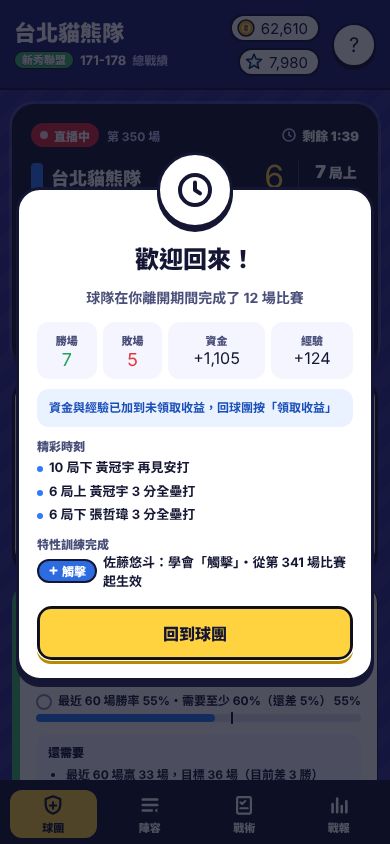 台北貓熊隊
62,610
?
新秀聯盟 171-178 總戰績
7,980
直播中 第 350 場 剩餘 1:39
台北貓熊隊 6 7 局上
歡迎回來！
球隊在你離開期間完成了 12 場比賽
勝場 敗場 資金 經驗
7 5 +1,105 +124
資金與經驗已加到未領取收益，回球團按「領取收益」
精彩時刻
10 局下 黃冠宇 再見安打
6 局上 黃冠宇 3 分全壘打
6 局下 張哲瑋 3 分全壘打
特性訓練完成
觸擊 佐藤悠斗：學會「觸擊」・從第 341 場比賽
起生效
回到球團
最近 60 場勝率 55%・需要至少 60%（還差 5%） 55%
還需要
• 最近 60 場贏 33 場，目標 36 場（目前差 3 勝）
球團 陣容 戰術 戰報